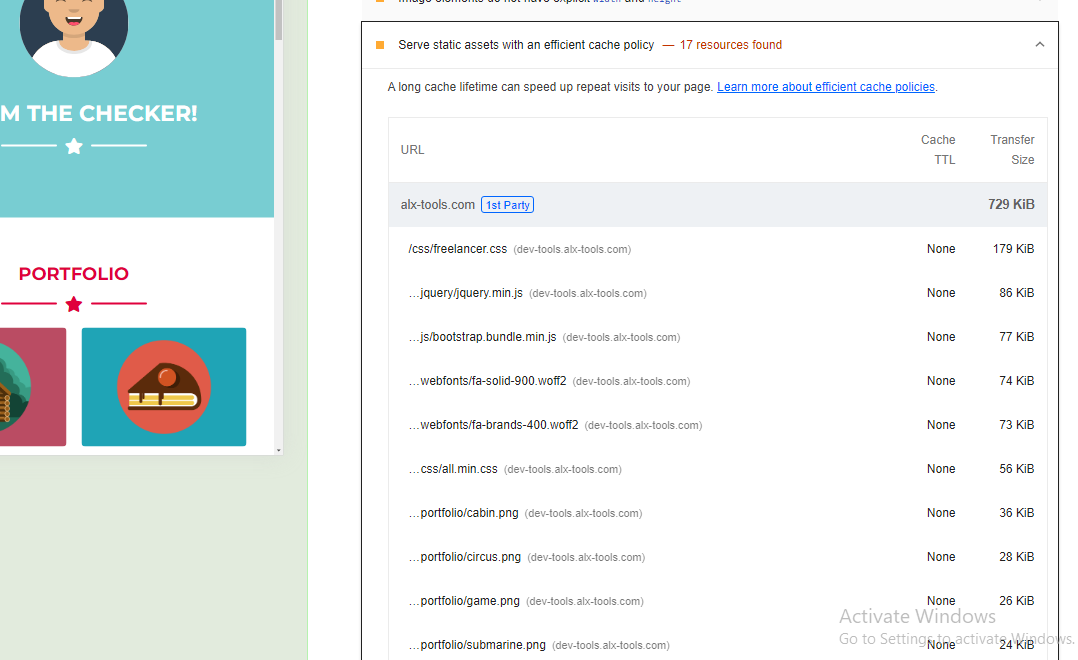 Image elements do not have explicit width and height
Serve static assets with an efficient cache policy — 17 resources found
A long cache lifetime can speed up repeat visits to your page. Learn more about efficient cache policies.
M THE CHECKER!
PORTFOLIO
URL
Cache TTL
Transfer Size
alx-tools.com 1st Party 729 KiB
/css/freelancer.css (dev-tools.alx-tools.com) None 179 KiB
…jquery/jquery.min.js (dev-tools.alx-tools.com) None 86 KiB
…js/bootstrap.bundle.min.js (dev-tools.alx-tools.com) None 77 KiB
…webfonts/fa-solid-900.woff2 (dev-tools.alx-tools.com) None 74 KiB
…webfonts/fa-brands-400.woff2 (dev-tools.alx-tools.com) None 73 KiB
…css/all.min.css (dev-tools.alx-tools.com) None 56 KiB
…portfolio/cabin.png (dev-tools.alx-tools.com) None 36 KiB
…portfolio/circus.png (dev-tools.alx-tools.com) None 28 KiB
…portfolio/game.png (dev-tools.alx-tools.com) None 26 KiB
…portfolio/submarine.png (dev-tools.alx-tools.com) None 24 KiB
Activate Windows
Go to Settings to activate Windows.